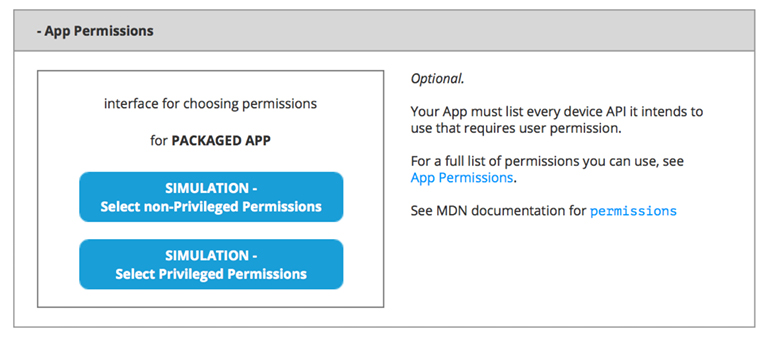 - App Permissions
interface for choosing permissions
for PACKAGED APP
SIMULATION -
Select non-Privileged Permissions
SIMULATION -
Select Privileged Permissions
Optional.
Your App must list every device API it intends to
use that requires user permission.
For a full list of permissions you can use, see
App Permissions.
See MDN documentation for permissions